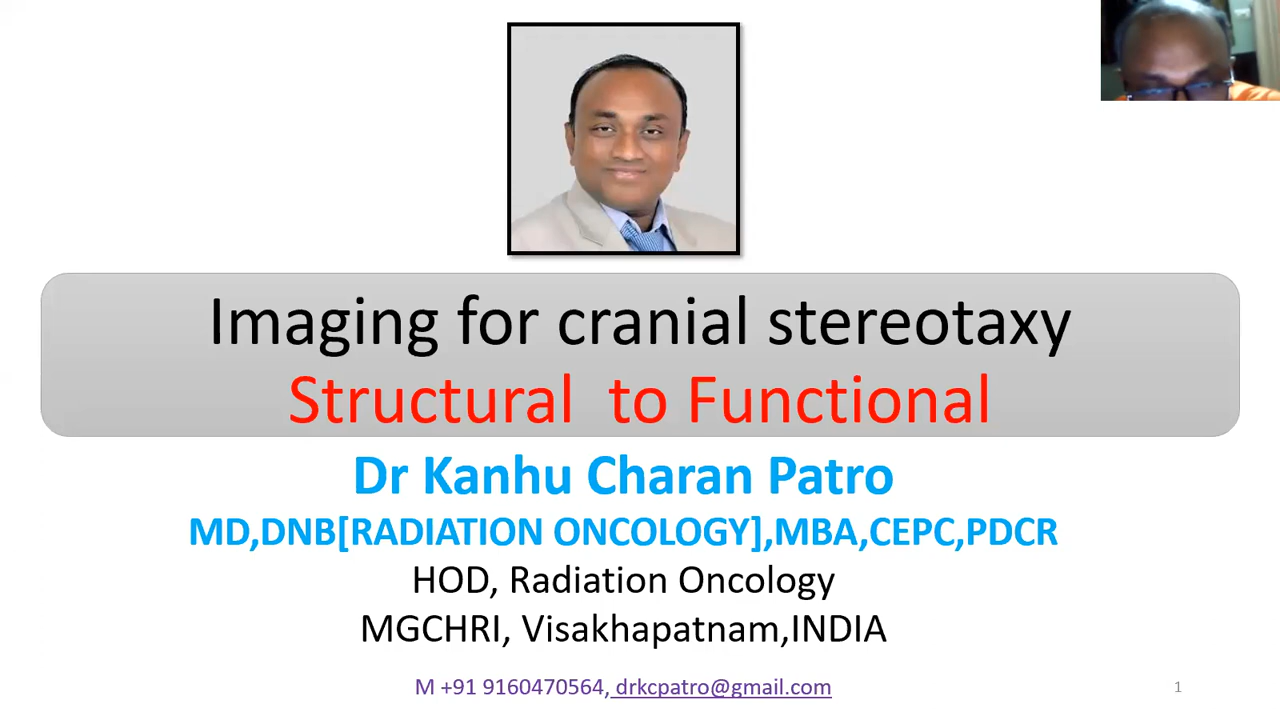 Imaging for cranial stereotaxy
Structural to Functional
Dr Kanhu Charan Patro
MD,DNB[RADIATION ONCOLOGY],MBA,CEPC,PDCR
HOD, Radiation Oncology
MGCHRI, Visakhapatnam,INDIA
M +91 9160470564, drkcpatro@gmail.com
1